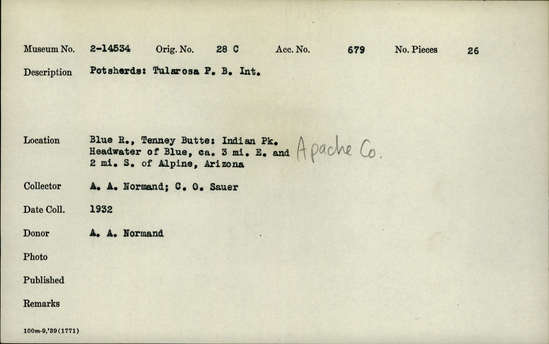 Museum No. 2-14534 Orig. No. 28 C Acc. No. 679 No. Pieces 26
Description Potsherds: Tularosa P. B. Int.
Location Blue R., Tenney Butte: Indian Pk.
Headwater of Blue, ca. 3 mi. E. and Apache Co.
2 mi. S. of Alpine, Arizona
Collector A. A. Normand; C. O. Sauer
Date Coll. 1932
Donor A. A. Normand
Photo
Published
Remarks
100m-9,'39(1771)